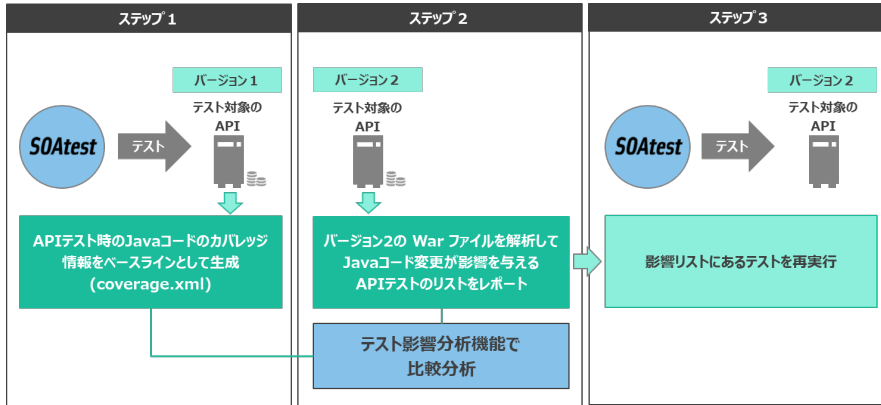 ステップ 1
バージョン 1
テスト対象の
API
SOAtest
テスト
APIテスト時のJavaコードのカバレッジ
情報をベースラインとして生成
(coverage.xml)
ステップ 2
バージョン 2
テスト対象の
API
バージョン2の War ファイルを解析して
Javaコード変更が影響を与える
APIテストのリストをレポート
テスト影響分析機能で
比較分析
ステップ 3
バージョン 2
テスト対象の
API
SOAtest
テスト
影響リストにあるテストを再実行